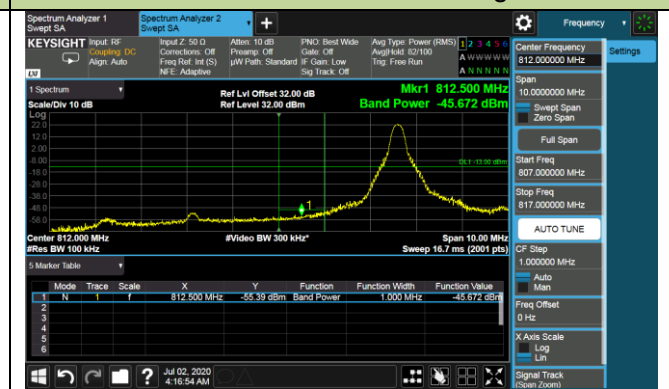 Spectrum Analyzer 1
Swept SA
Spectrum Analyzer 2
Swept SA
+
Frequency
KEYSIGHT
Input: RF
Coupling: DC
Align: Auto
Input Z: 50 Ω
Corrections: Off
Freq Ref: Int (S)
NFE: Adaptive
Atten: 10 dB
Preamp: Off
µW Path: Standard
PNO: Best Wide
Gate: Off
IF Gain: Low
Sig Track: Off
Avg Type: Power (RMS)
Avg|Hold: 82/100
Trig: Free Run
1 2 3 4 5 6
A W W W W W
A N N N N N
LXI
Center Frequency
812.000000 MHz
Settings
Span
10.0000000 MHz
Swept Span
Zero Span
Full Span
Start Freq
807.000000 MHz
Stop Freq
817.000000 MHz
AUTO TUNE
CF Step
1.000000 MHz
Auto
Man
Freq Offset
0 Hz
X Axis Scale
Log
Lin
Signal Track
(Span Zoom)
1 Spectrum
Scale/Div 10 dB
Ref Lvl Offset 32.00 dB
Ref Level 32.00 dBm
Mkr1 812.500 MHz
Band Power -45.672 dBm
Log
22.0
12.0
2.00
-8.00
-18.0
-28.0
-38.0
-48.0
-58.0
DL1 -13.00 dBm
1
Center 812.000 MHz
#Res BW 100 kHz
#Video BW 300 kHz*
Span 10.00 MHz
Sweep 16.7 ms (2001 pts)
5 Marker Table
Mode Trace Scale X Y Function Function Width Function Value
1 N 1 f 812.500 MHz -55.39 dBm Band Power 1.000 MHz -45.672 dBm
2
3
4
5
6
?
Jul 02, 2020
4:16:54 AM